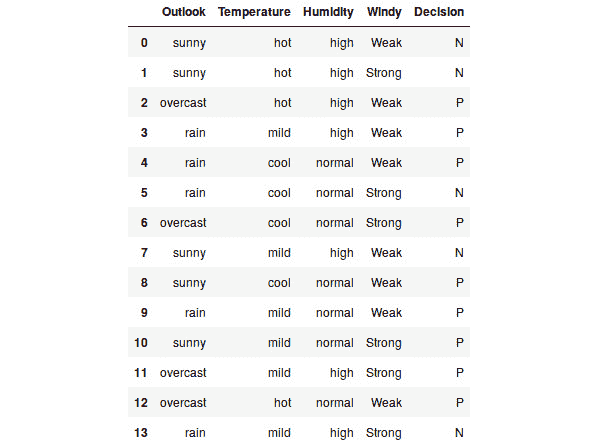 Outlook Temperature Humidity Windy Decision
0 sunny hot high Weak N
1 sunny hot high Strong N
2 overcast hot high Weak P
3 rain mild high Weak P
4 rain cool normal Weak P
5 rain cool normal Strong N
6 overcast cool normal Strong P
7 sunny mild high Weak N
8 sunny cool normal Weak P
9 rain mild normal Weak P
10 sunny mild normal Strong P
11 overcast mild high Strong P
12 overcast hot normal Weak P
13 rain mild high Strong N